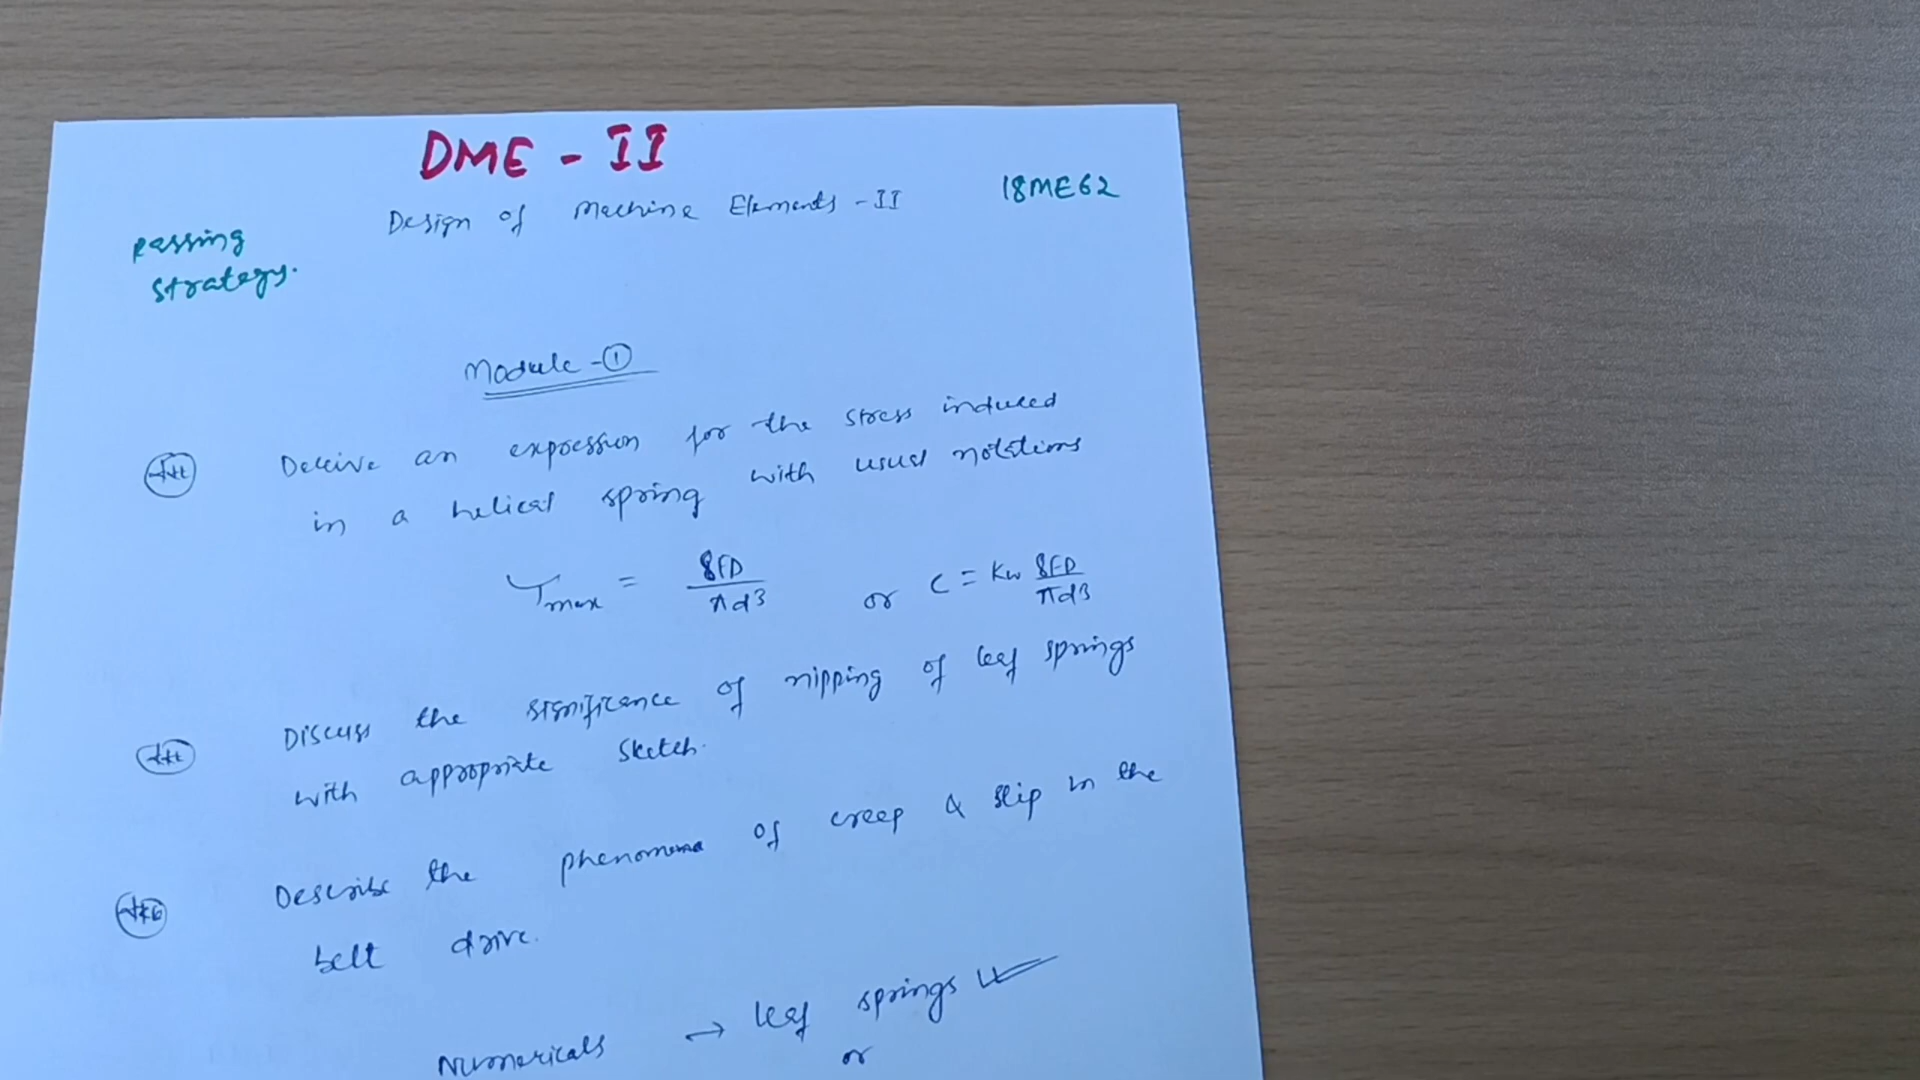 DME - II
Design of Machine Elements - II
18ME62
Passing
Strategy.
Module - ①
Derive an expression for the stress induced
in a helical spring with usual notations
τmax = 8FD/πd3 or τ = Kw 8FD/πd3
Discuss the significance of nipping of leaf springs
with appropriate sketch.
Describe the phenomena of creep & slip in the
belt drive.
Numericals → leaf springs
or